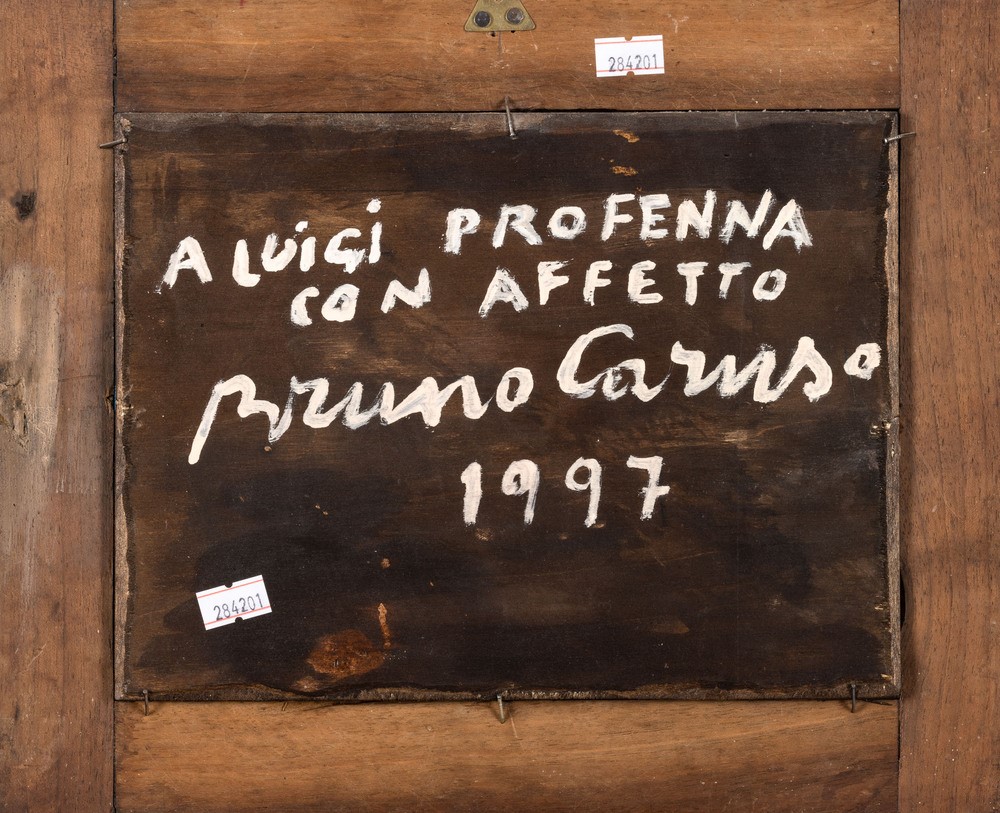 284201
A LUiGi PROFENNA
CON AFFETTO
Bruno Caruso
1997
284201